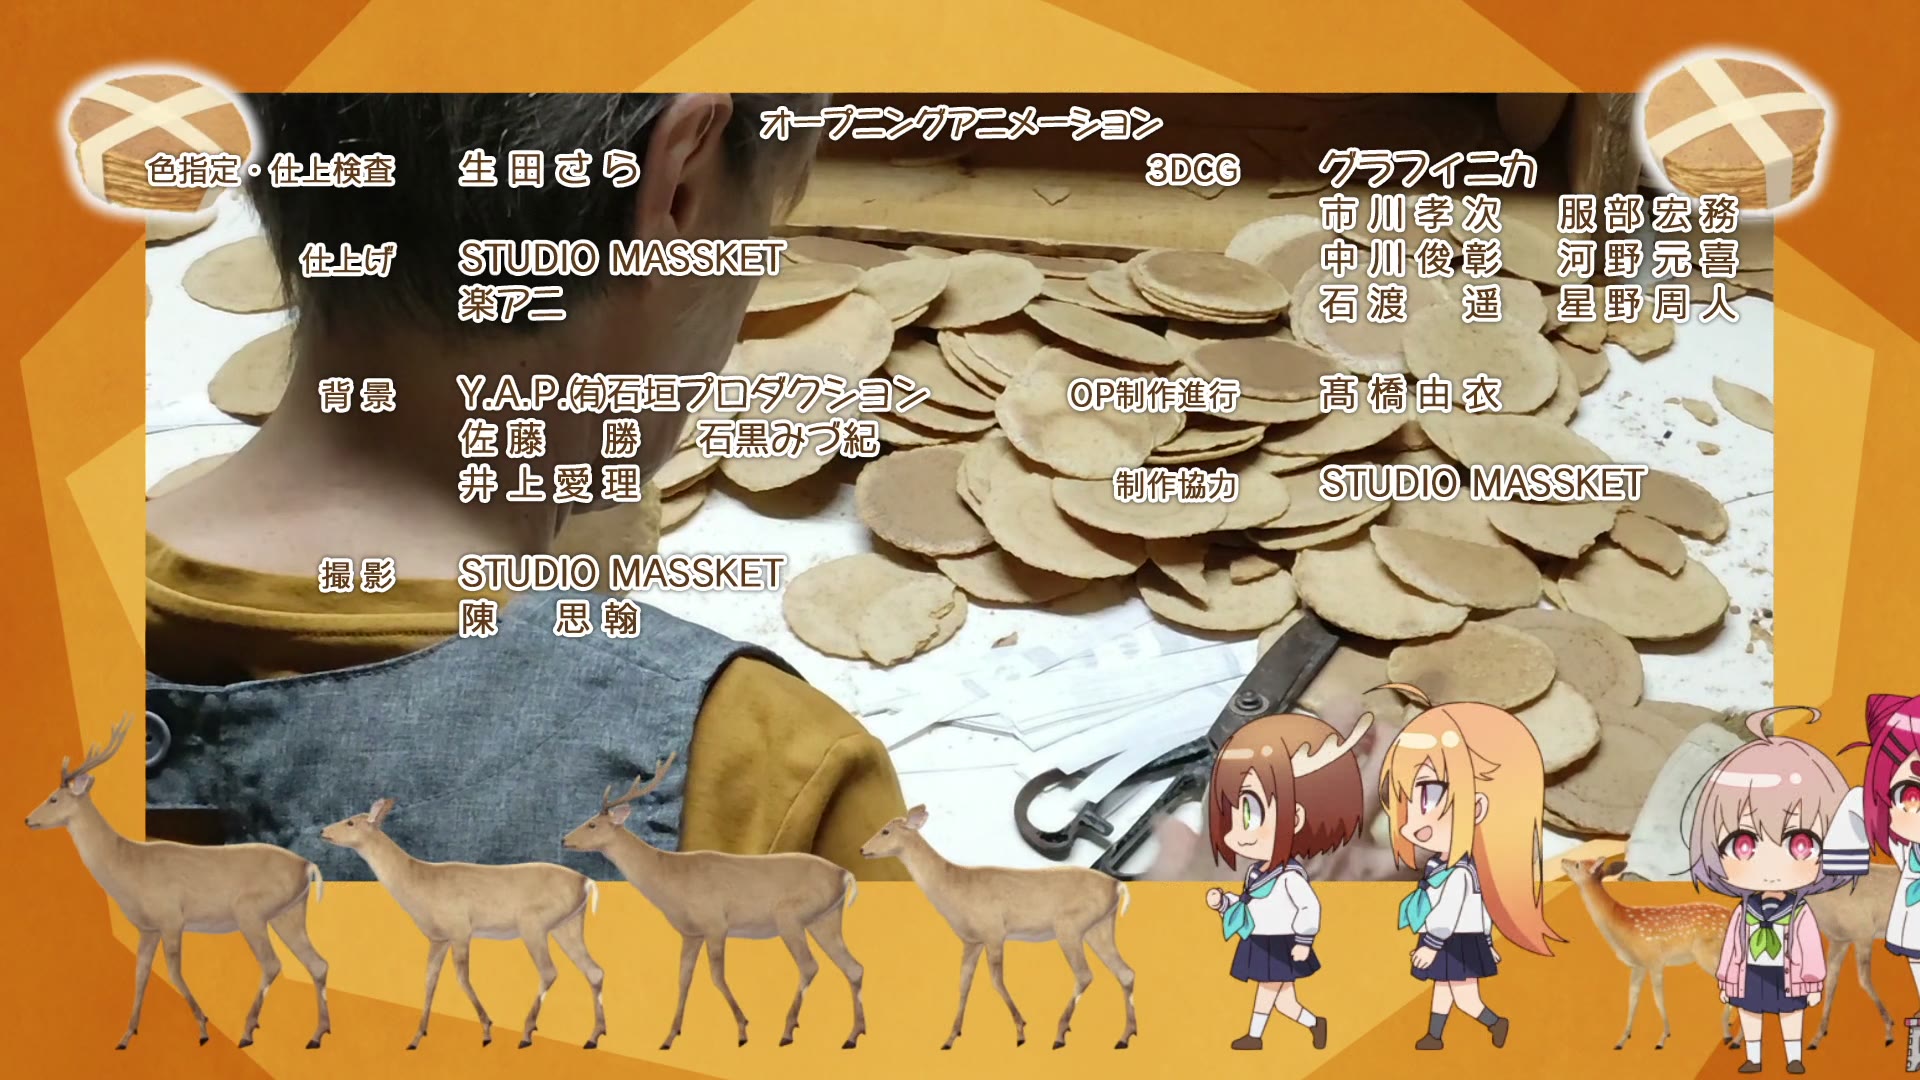 オープニングアニメーション
色指定・仕上検査 生田さら
仕上げ STUDIO MASSKET
楽アニ
背景 Y.A.P.㈲石垣プロダクション
佐藤 勝 石黒みづ紀
井上愛理
撮影 STUDIO MASSKET
陳 思翰
3DCG グラフィニカ
市川孝次 服部宏務
中川俊彰 河野元喜
石渡 遥 星野周人
OP制作進行 髙橋由衣
制作協力 STUDIO MASSKET